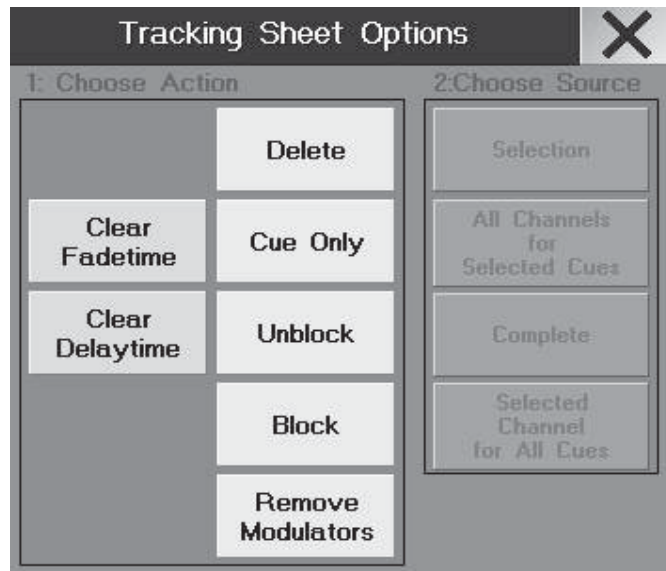 Tracking Sheet Options
1: Choose Action
2:Choose Source
Delete
Clear
Fadetime
Cue Only
Clear
Delaytime
Unblock
Block
Remove
Modulators
Selection
All Channels
for
Selected Cues
Complete
Selected
Channel
for All Cues